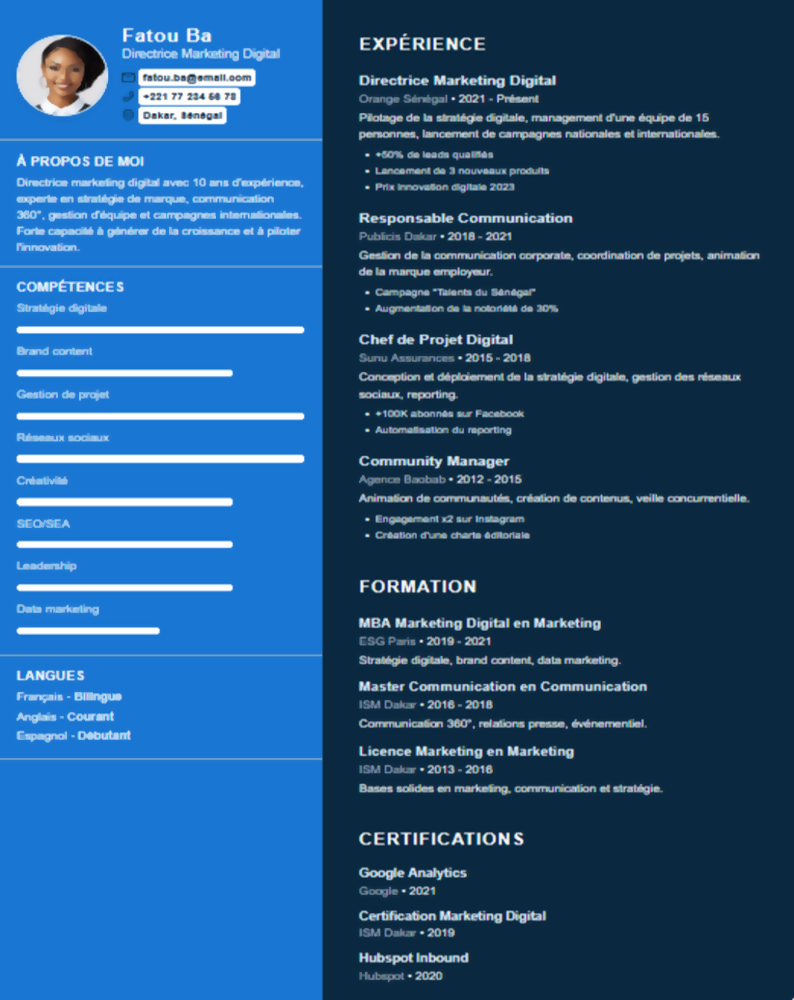 Fatou Ba
Directrice Marketing Digital
fatou.ba@email.com
+221 77 234 56 78
Dakar, Sénégal
À PROPOS DE MOI
Directrice marketing digital avec 10 ans d'expérience,
experte en stratégie de marque, communication
360°, gestion d'équipe et campagnes internationales.
Forte capacité à générer de la croissance et à piloter
l'innovation.
COMPÉTENCES
Stratégie digitale
Brand content
Gestion de projet
Réseaux sociaux
Créativité
SEO/SEA
Leadership
Data marketing
LANGUES
Français - Bilingue
Anglais - Courant
Espagnol - Débutant
EXPÉRIENCE
Directrice Marketing Digital
Orange Sénégal • 2021 - Présent
Pilotage de la stratégie digitale, management d'une équipe de 15
personnes, lancement de campagnes nationales et internationales.
• +50% de leads qualifiés
• Lancement de 3 nouveaux produits
• Prix innovation digitale 2023
Responsable Communication
Publicis Dakar • 2018 - 2021
Gestion de la communication corporate, coordination de projets, animation
de la marque employeur.
• Campagne "Talents du Sénégal"
• Augmentation de la notoriété de 30%
Chef de Projet Digital
Sunu Assurances • 2015 - 2018
Conception et déploiement de la stratégie digitale, gestion des réseaux
sociaux, reporting.
• +100K abonnés sur Facebook
• Automatisation du reporting
Community Manager
Agence Baobab • 2012 - 2015
Animation de communautés, création de contenus, veille concurrentielle.
• Engagement x2 sur Instagram
• Création d'une charte éditoriale
FORMATION
MBA Marketing Digital en Marketing
ESG Paris • 2019 - 2021
Stratégie digitale, brand content, data marketing.
Master Communication en Communication
ISM Dakar • 2016 - 2018
Communication 360°, relations presse, événementiel.
Licence Marketing en Marketing
ISM Dakar • 2013 - 2016
Bases solides en marketing, communication et stratégie.
CERTIFICATIONS
Google Analytics
Google • 2021
Certification Marketing Digital
ISM Dakar • 2019
Hubspot Inbound
Hubspot • 2020